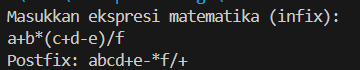 Masukkan ekspresi matematika (infix):
a+b*(c+d-e)/f
Postfix: abcd+e-*f/+